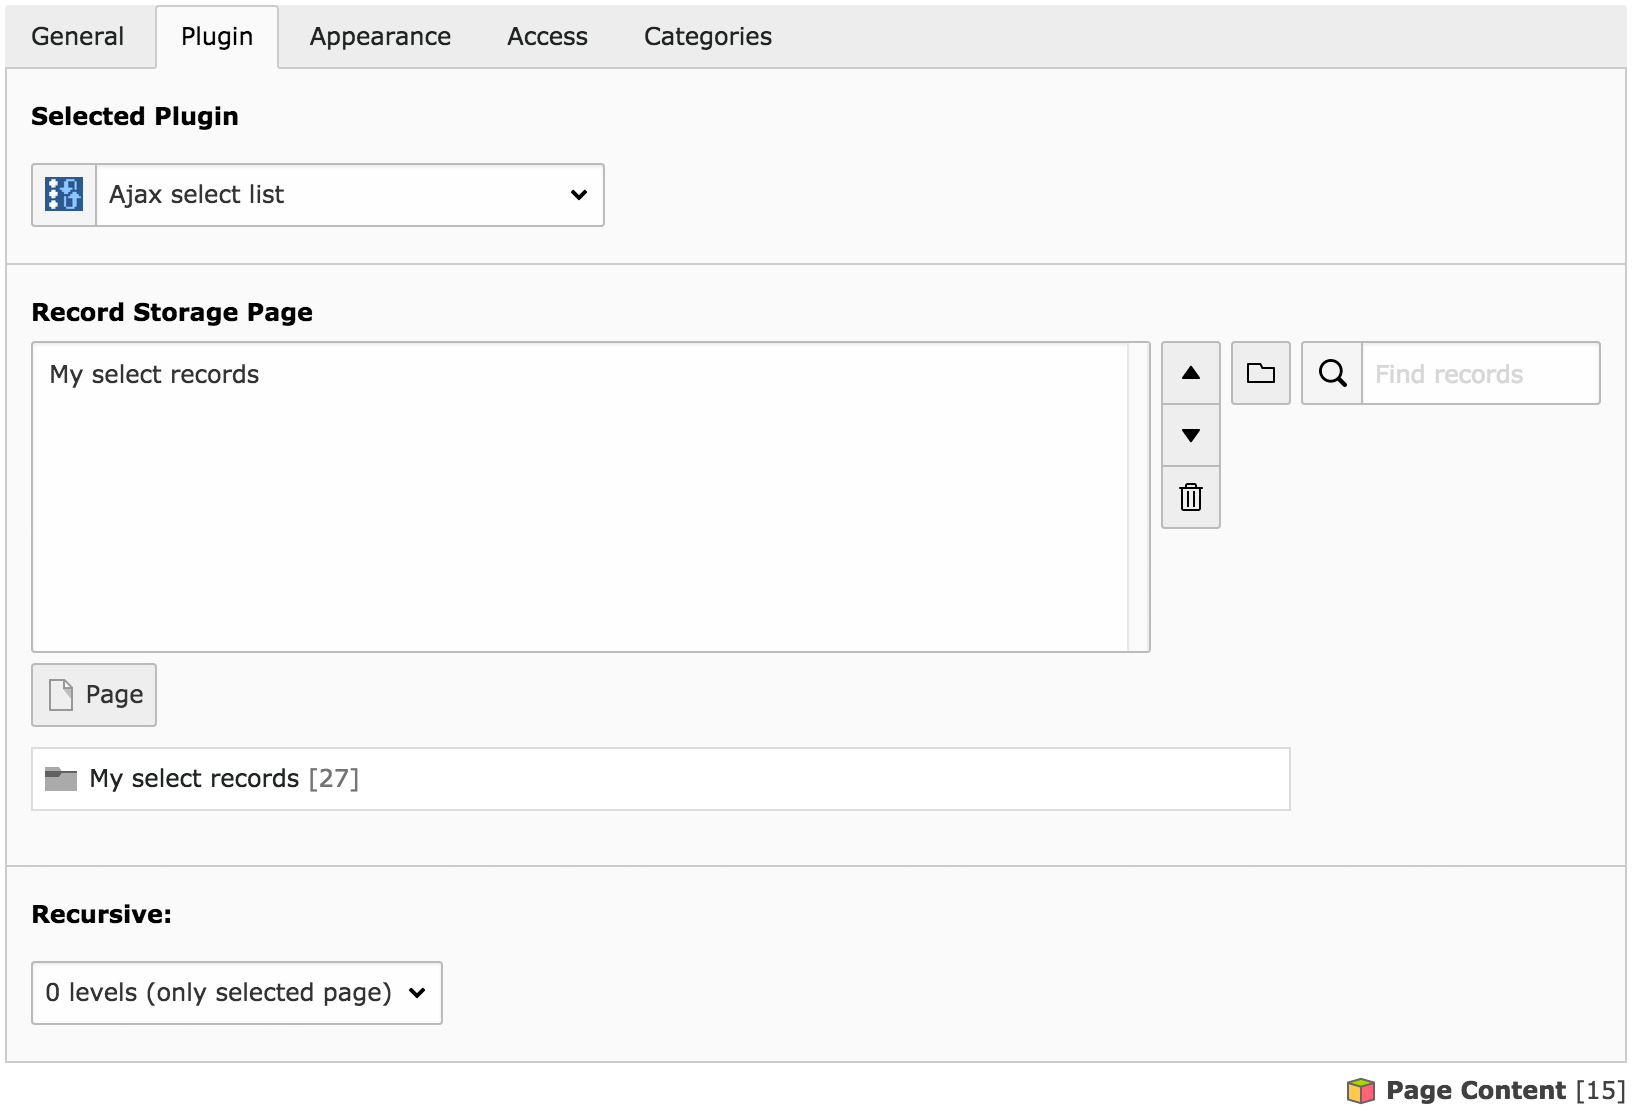 General Plugin Appearance Access Categories
Selected Plugin
Ajax select list
Record Storage Page
My select records
Find records
Page
My select records [27]
Recursive:
0 levels (only selected page)
Page Content [15]